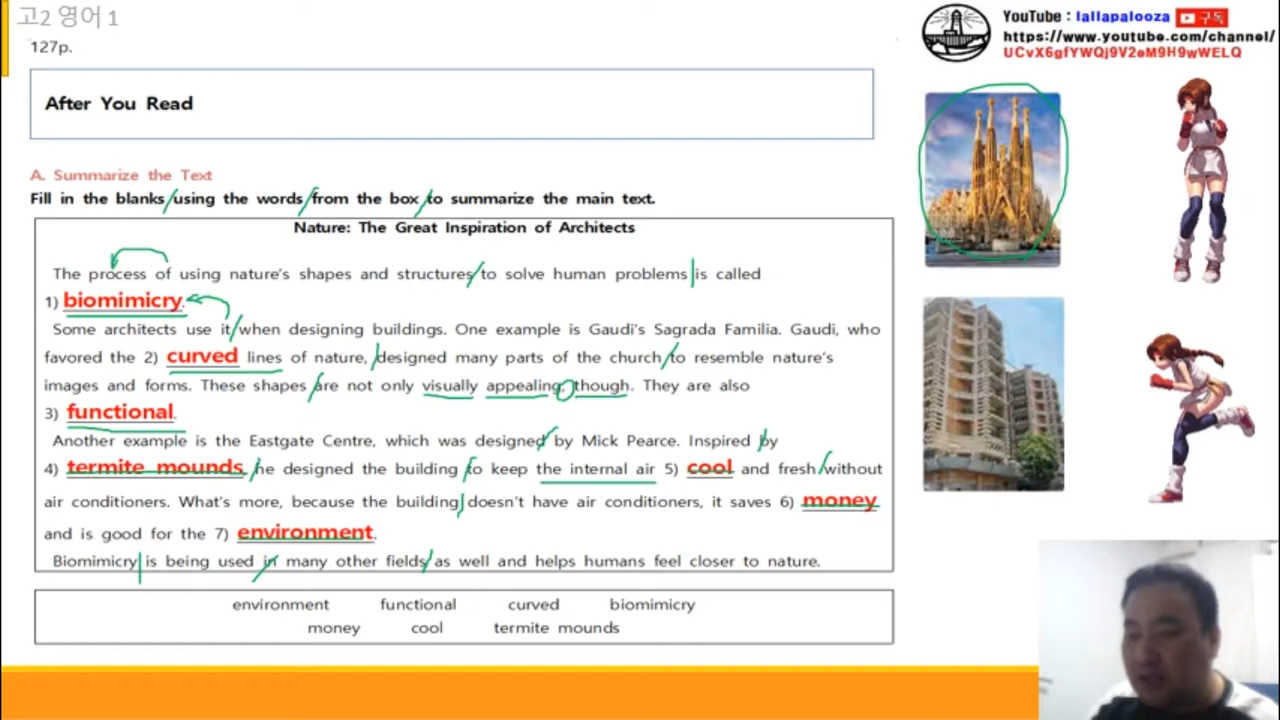 고2 영어 1
127p.
YouTube : lallapalooza 구독
https://www.youtube.com/channel/
UCvX6gfYWQj9V2eM9H9wWELQ
After You Read
A. Summarize the Text
Fill in the blanks using the words from the box to summarize the main text.
Nature: The Great Inspiration of Architects
The process of using nature's shapes and structures to solve human problems is called
1) biomimicry.
Some architects use it when designing buildings. One example is Gaudi's Sagrada Familia. Gaudi, who
favored the 2) curved lines of nature, designed many parts of the church to resemble nature's
images and forms. These shapes are not only visually appealing, though. They are also
3) functional.
Another example is the Eastgate Centre, which was designed by Mick Pearce. Inspired by
4) termite mounds, he designed the building to keep the internal air 5) cool and fresh without
air conditioners. What's more, because the building doesn't have air conditioners, it saves 6) money
and is good for the 7) environment.
Biomimicry is being used in many other fields as well and helps humans feel closer to nature.
environment functional curved biomimicry
money cool termite mounds